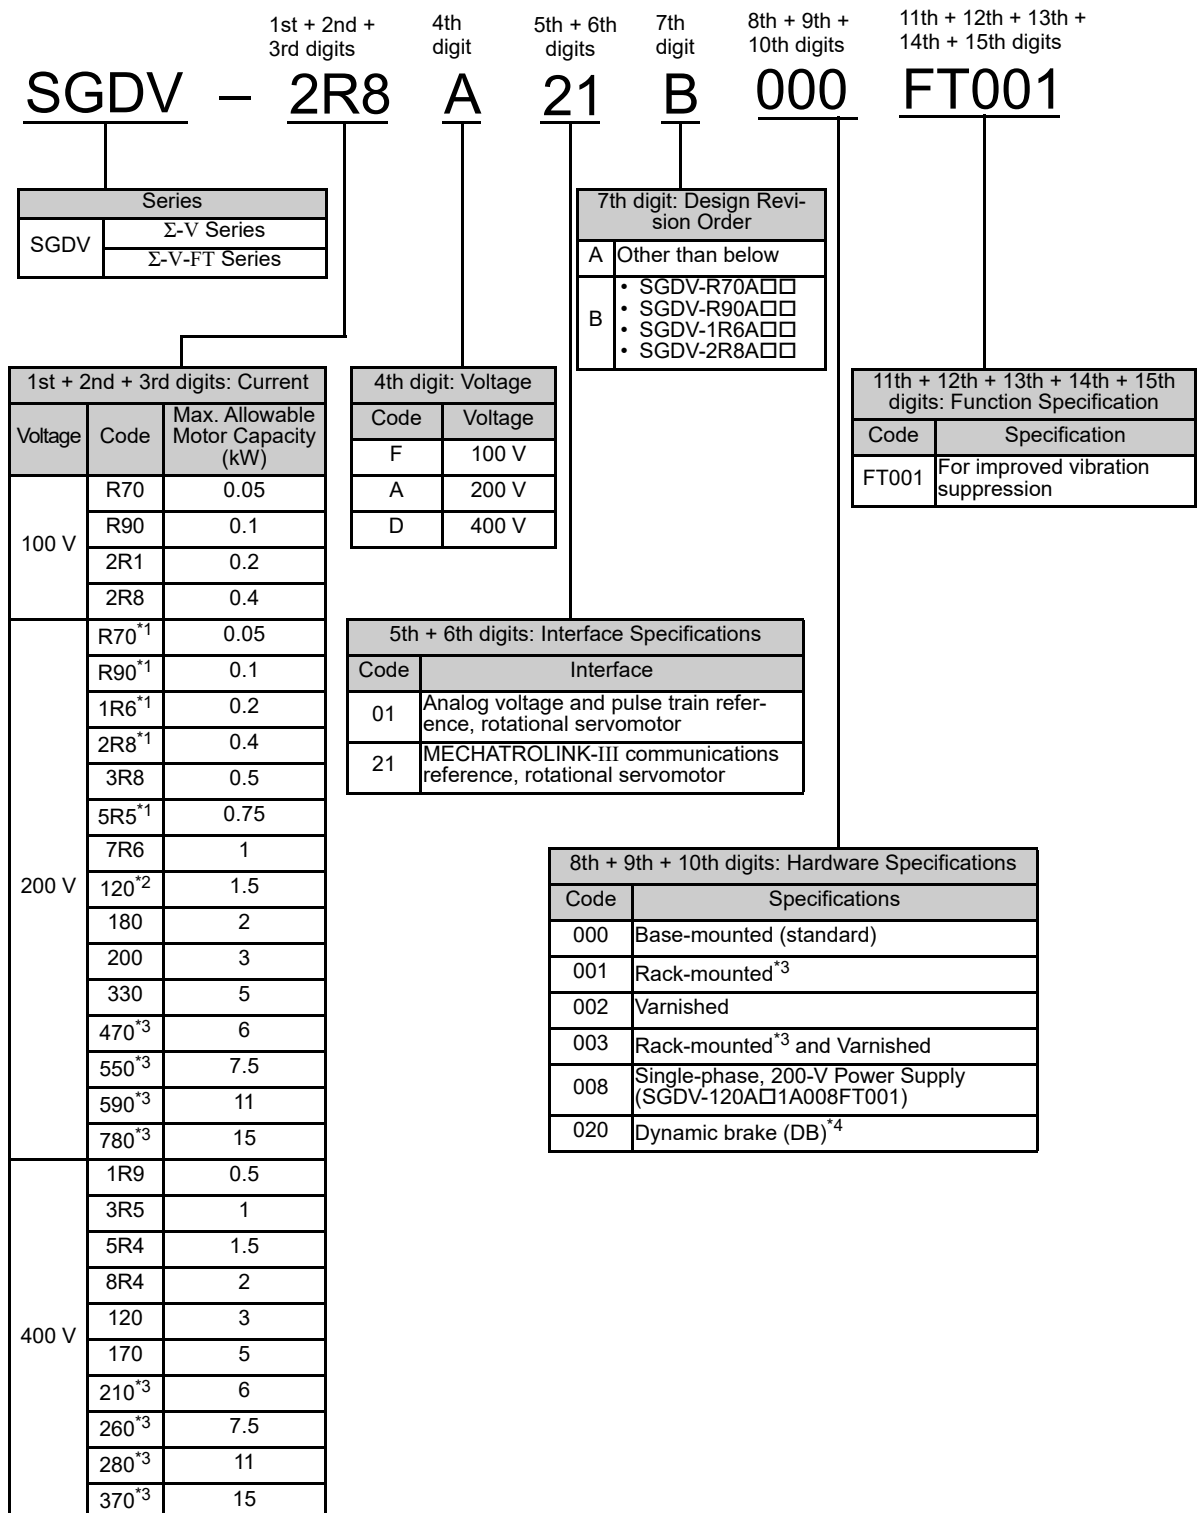 1st + 2nd +
3rd digits
4th
digit
5th + 6th
digits
7th
digit
8th + 9th +
10th digits
11th + 12th + 13th +
14th + 15th digits
SGDV – 2R8 A 21 B 000 FT001
Series
SGDV
Σ-V Series
Σ-V-FT Series
7th digit: Design Revi-
sion Order
A Other than below
B
• SGDV-R70A□□
• SGDV-R90A□□
• SGDV-1R6A□□
• SGDV-2R8A□□
1st + 2nd + 3rd digits: Current
Voltage Code Max. Allowable
Motor Capacity
(kW)
100 V
R70 0.05
R90 0.1
2R1 0.2
2R8 0.4
200 V
R70*1 0.05
R90*1 0.1
1R6*1 0.2
2R8*1 0.4
3R8 0.5
5R5*1 0.75
7R6 1
120*2 1.5
180 2
200 3
330 5
470*3 6
550*3 7.5
590*3 11
780*3 15
400 V
1R9 0.5
3R5 1
5R4 1.5
8R4 2
120 3
170 5
210*3 6
260*3 7.5
280*3 11
370*3 15
4th digit: Voltage
Code Voltage
F 100 V
A 200 V
D 400 V
11th + 12th + 13th + 14th + 15th
digits: Function Specification
Code Specification
FT001 For improved vibration
suppression
5th + 6th digits: Interface Specifications
Code Interface
01 Analog voltage and pulse train refer-
ence, rotational servomotor
21 MECHATROLINK-III communications
reference, rotational servomotor
8th + 9th + 10th digits: Hardware Specifications
Code Specifications
000 Base-mounted (standard)
001 Rack-mounted*3
002 Varnished
003 Rack-mounted*3 and Varnished
008 Single-phase, 200-V Power Supply
(SGDV-120A□1A008FT001)
020 Dynamic brake (DB)*4